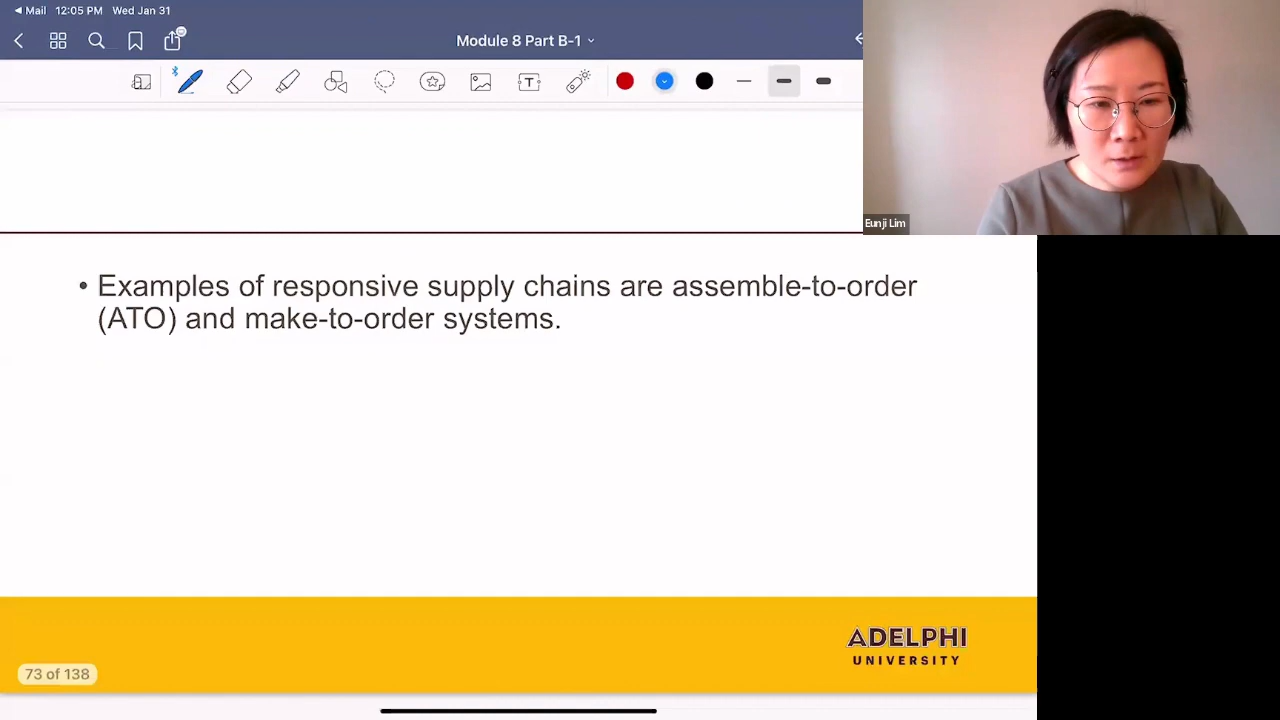 Mail 12:05 PM Wed Jan 31
Module 8 Part B-1
T
Eunji Lim
• Examples of responsive supply chains are assemble-to-order
(ATO) and make-to-order systems.
ADELPHI
UNIVERSITY
73 of 138